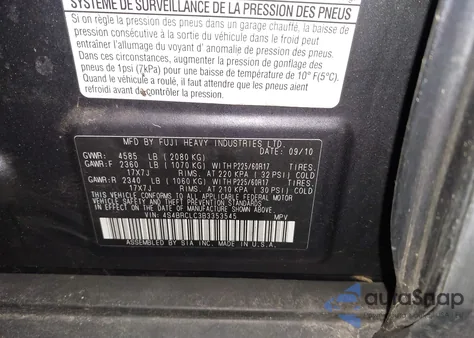 SYSTÈME DE SURVEILLANCE DE LA PRESSION DES PNEUS
Si on règle la pression des pneus dans un garage chauffé, la baisse de
pression consécutive à la sortie du véhicule dans le froid peut
entraîner l'allumage du voyant d' anomalie de pression des pneus.
Dans ces circonstances, augmenter la pression de gonflage des
pneus de 1psi (7kPa) pour une baisse de température de 10° F(5°C).
Quand le véhicule a roulé, il faut attendre que les pneus aient
refroidi avant de contrôler la pression.
MFD BY FUJI HEAVY INDUSTRIES LTD.
DATE: 09/10
GVWR: 4585 LB (2080 KG)
GAWR:F 2360 LB (1070 KG) WITH P225/60R17 TIRES,
17X7J RIMS, AT 220 KPA (32 PSI) COLD
GAWR:R 2340 LB (1060 KG) WITH P225/60R17 TIRES,
17X7J RIMS, AT 210 KPA (30 PSI) COLD
THIS VEHICLE CONFORMS TO ALL APPLICABLE FEDERAL MOTOR
VEHICLE SAFETY STANDARDS IN EFFECT ON THE DATE OF
MANUFACTURE SHOWN ABOVE.
VIN: 4S4BRCLC3B3353545 MPV
ASSEMBLED BY SIA INC. MADE IN U.S.A.
autoSnap